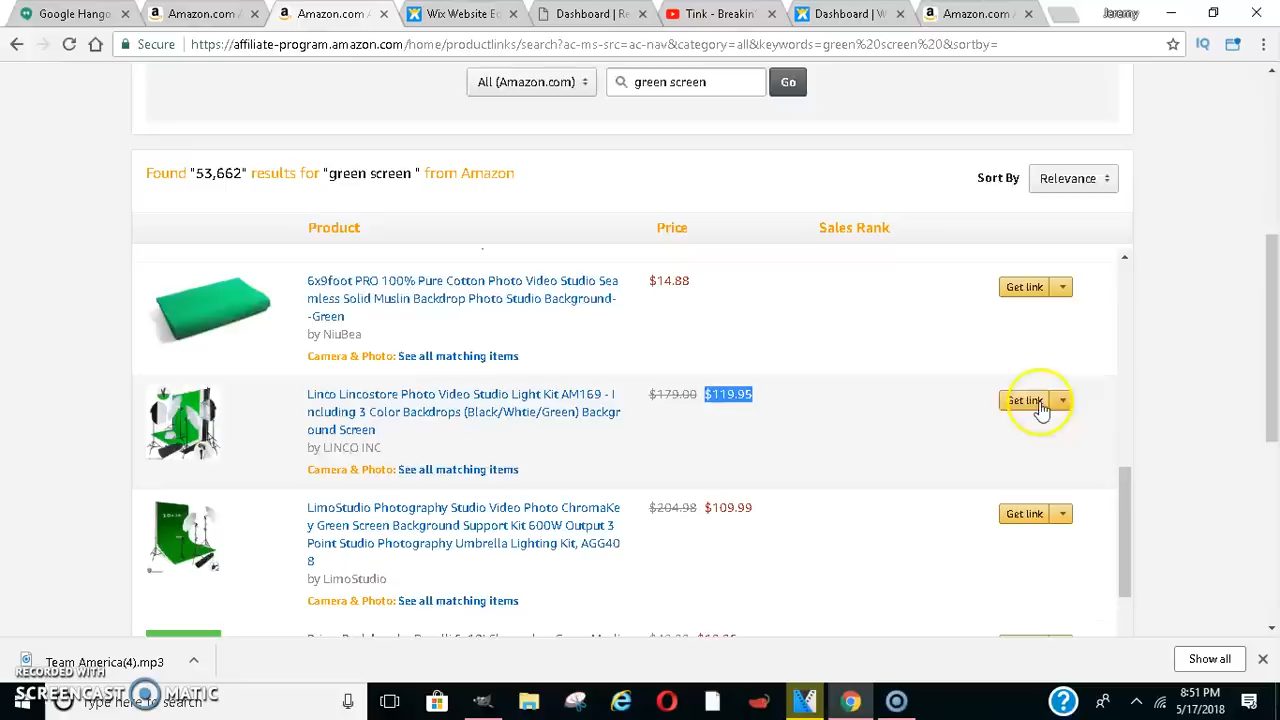 Google Hango
Amazon.com
Amazon.com A
Wix Website Ed
Dashboard | Re
Tink - Breakin
Dashboard | W
Amazon.com A
Jeremy
Secure
https://affiliate-program.amazon.com/home/productlinks/search?ac-ms-src=ac-nav&category=all&keywords=green%20screen%20&sortby=
All (Amazon.com)
green screen
Go
Found "53,662" results for "green screen " from Amazon
Sort By
Relevance
Product
Price
Sales Rank
6x9foot PRO 100% Pure Cotton Photo Video Studio Sea
mless Solid Muslin Backdrop Photo Studio Background-
-Green
by NiuBea
Camera & Photo: See all matching items
$14.88
Get link
Linco Lincostore Photo Video Studio Light Kit AM169 - I
ncluding 3 Color Backdrops (Black/Whtie/Green) Backgr
ound Screen
by LINCO INC
Camera & Photo: See all matching items
$179.00 $119.95
Get link
LimoStudio Photography Studio Video Photo ChromaKe
y Green Screen Background Support Kit 600W Output 3
Point Studio Photography Umbrella Lighting Kit, AGG40
8
by LimoStudio
Camera & Photo: See all matching items
$204.98 $109.99
Get link
Team America(4).mp3
Show all
RECORDED WITH
SCREENCAST MATIC
Type here to search
8:51 PM
5/17/2018